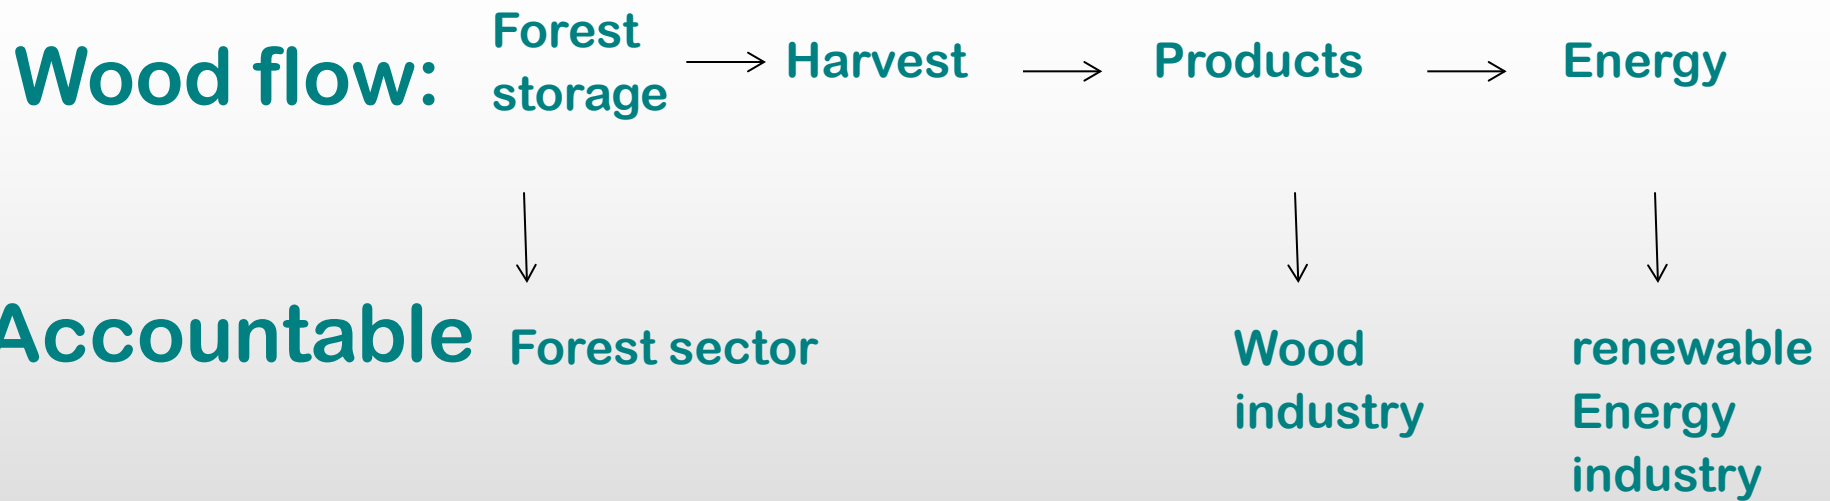 Wood flow:
Forest
storage
Harvest
Products
Energy
Accountable
Forest sector
Wood
industry
renewable
Energy
industry